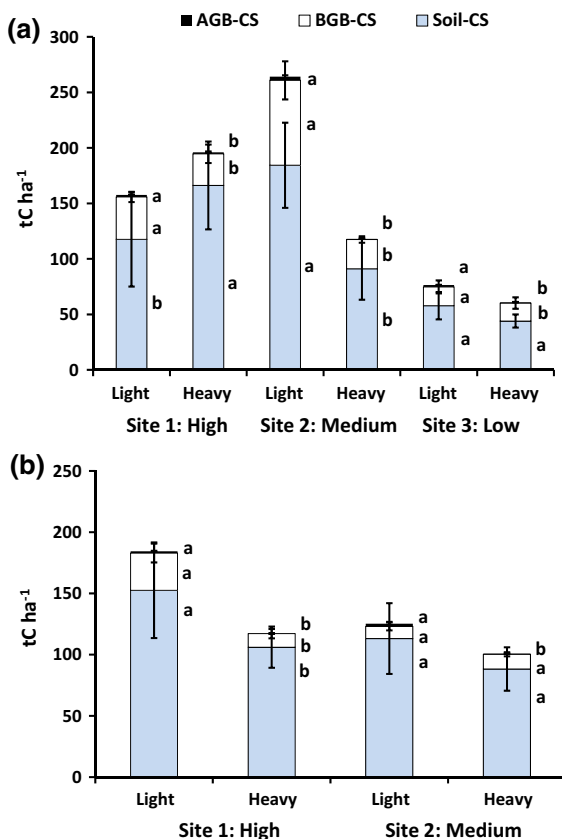 (a)
AGB-CS BGB-CS Soil-CS
300
250
200
150
100
50
0
tC ha⁻¹
a
a
b
b
b
a
a
a
a
b
b
b
a
a
a
b
b
a
Light Heavy Light Heavy Light Heavy
Site 1: High Site 2: Medium Site 3: Low
(b)
250
200
150
100
50
0
tC ha⁻¹
a
a
a
b
b
b
a
a
a
b
a
a
Light Heavy Light Heavy
Site 1: High Site 2: Medium